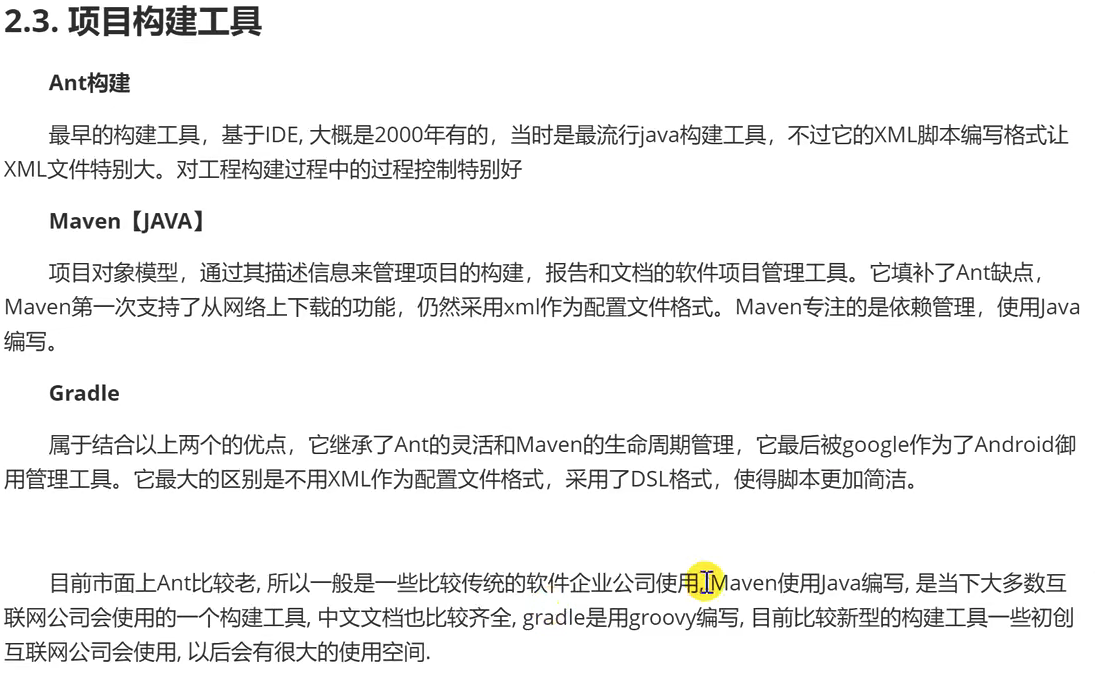 2.3. 项目构建工具
Ant构建
最早的构建工具，基于IDE, 大概是2000年有的，当时是最流行java构建工具，不过它的XML脚本编写格式让
XML文件特别大。对工程构建过程中的过程控制特别好
Maven【JAVA】
项目对象模型，通过其描述信息来管理项目的构建，报告和文档的软件项目管理工具。它填补了Ant缺点，
Maven第一次支持了从网络上下载的功能，仍然采用xml作为配置文件格式。Maven专注的是依赖管理，使用Java
编写。
Gradle
属于结合以上两个的优点，它继承了Ant的灵活和Maven的生命周期管理，它最后被google作为了Android御
用管理工具。它最大的区别是不用XML作为配置文件格式，采用了DSL格式，使得脚本更加简洁。
目前市面上Ant比较老, 所以一般是一些比较传统的软件企业公司使用, Maven使用Java编写, 是当下大多数互
联网公司会使用的一个构建工具, 中文文档也比较齐全, gradle是用groovy编写, 目前比较新型的构建工具一些初创
互联网公司会使用, 以后会有很大的使用空间.